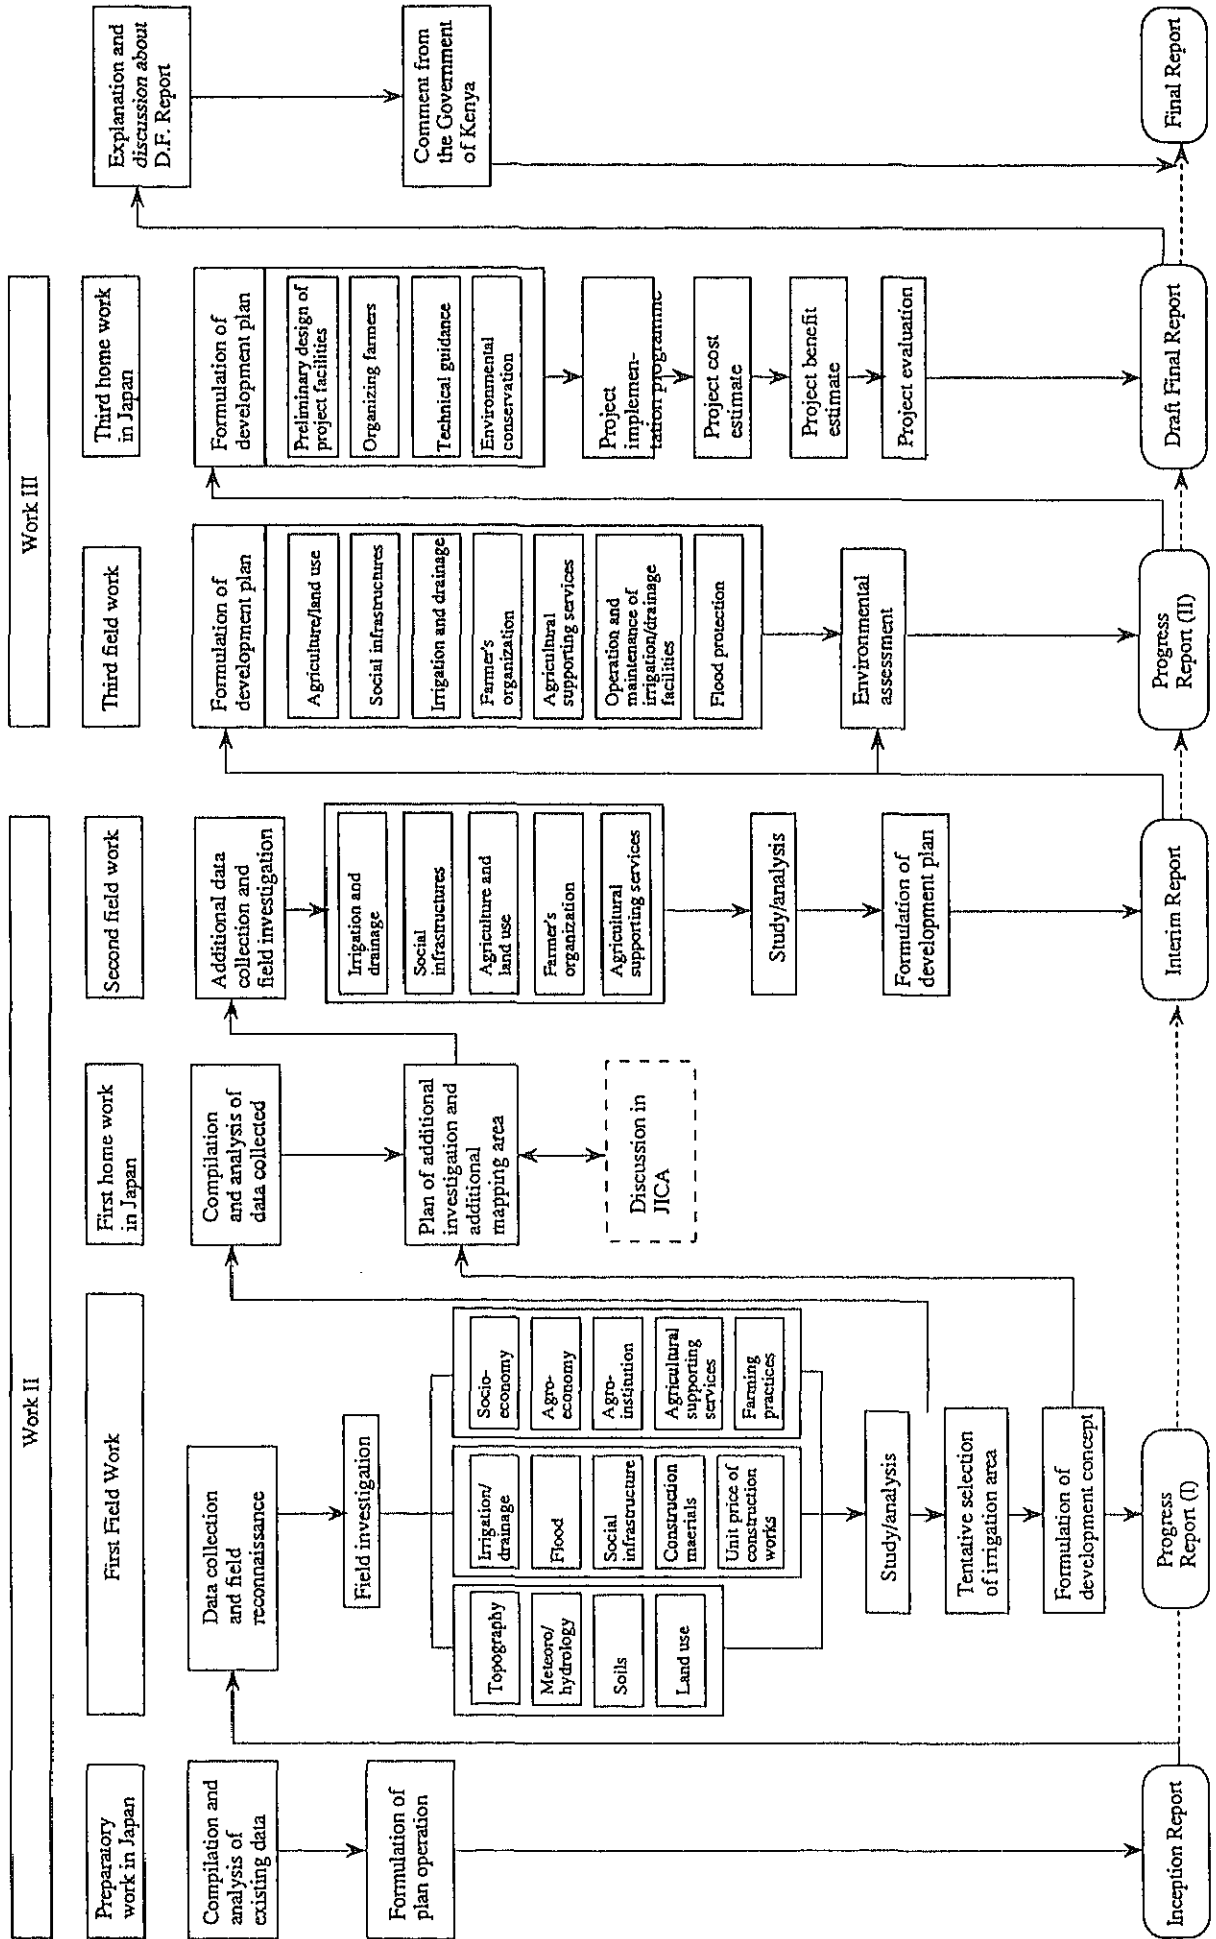 Work II
Work III
Preparatory
work in Japan
First Field Work
First home work
in Japan
Second field work
Third field work
Third home work
in Japan
Compilation and
analysis of
existing data
Formulation of
plan operation
Inception Report
Data collection
and field
reconnaissance
Field investigation
Topography
Meteoro/
hydrology
Soils
Land use
Irrigation/
drainage
Flood
Social
infrastructure
Construction
maerials
Unit price of
construction
works
Socio-
economy
Agro-
economy
Agro-
institution
Agricultural
supporting
services
Farming
practices
Study/analysis
Tentative selection
of irrigation area
Formulation of
development concept
Progress
Report (I)
Compilation
and analysis of
data collected
Plan of additional
investigation and
additional
mapping area
Discussion in
JICA
Additional data
collection and
field investigation
Irrigation and
drainage
Social
infrastructures
Agriculture and
land use
Farmer's
organization
Agricultural
supporting services
Study/analysis
Formulation of
development plan
Interim Report
Formulation of
development plan
Agriculture/land use
Social infrastructures
Irrigation and drainage
Farmer's
organization
Agricultural
supporting services
Operation and
maintenance of
irrigation/drainage
facilities
Flood protection
Environmental
assessment
Progress
Report (II)
Formulation of
development plan
Preliminary design of
project facilities
Organizing farmers
Technical guidance
Environmental
conservation
Project
implemen-
tation programme
Project cost
estimate
Project benefit
estimate
Project evaluation
Draft Final Report
Explanation and
discussion about
D.F. Report
Comment from
the Government
of Kenya
Final Report